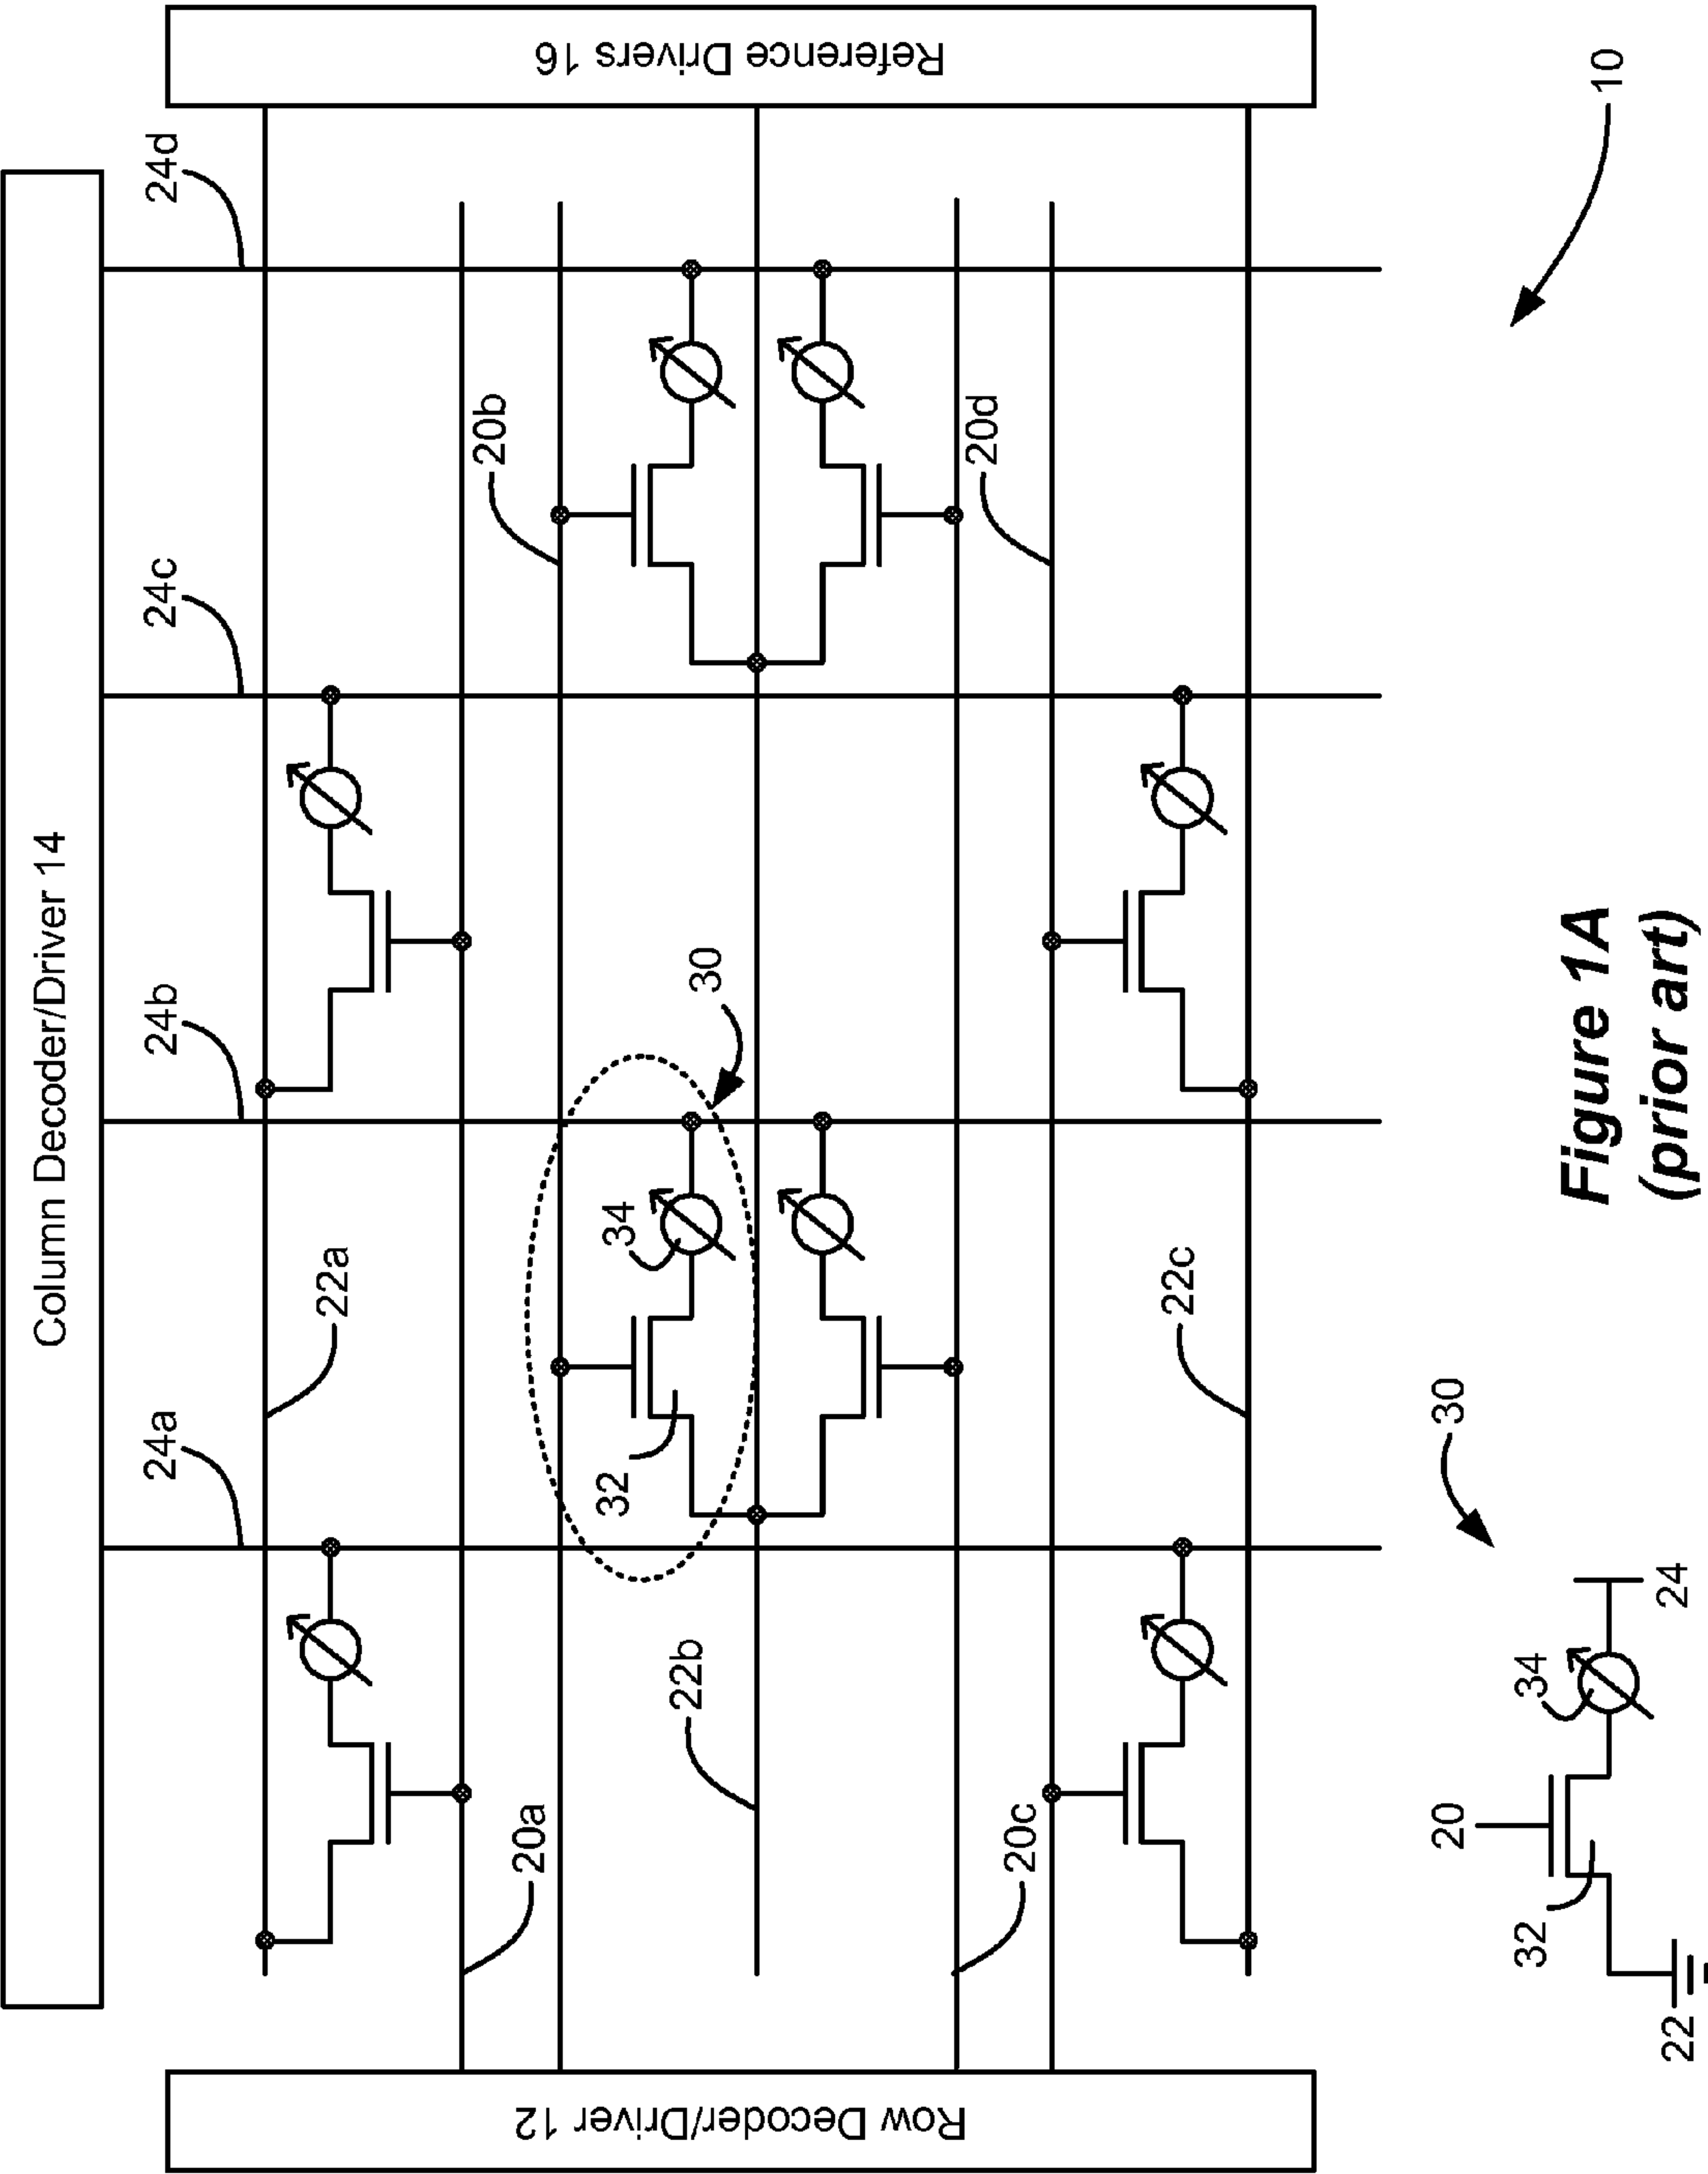 Column Decoder/Driver 14
24a
24b
24c
24d
22a
20b
Row Decoder/Driver 12
Reference Drivers 16
30
34
32
20a
22b
20d
20c
22c
30
20
34
32
24
22
10
Figure 1A
(prior art)